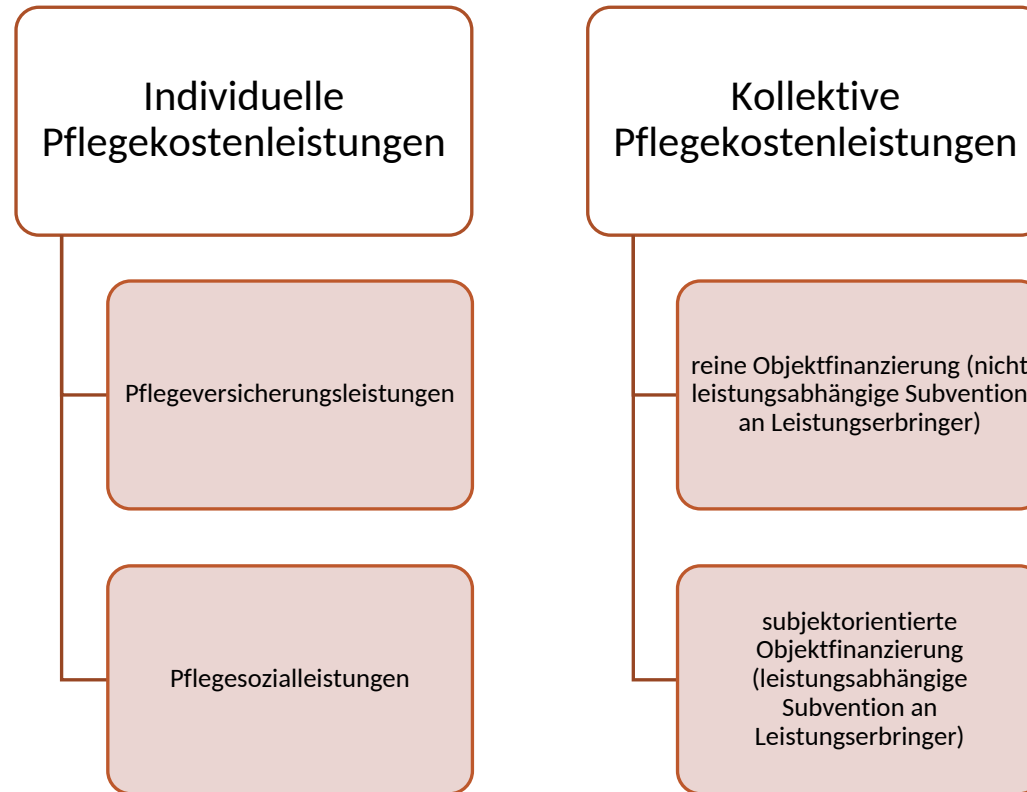 Individuelle
Pflegekostenleistungen
Pflegeversicherungsleistungen
Pflegesozialleistungen
Kollektive
Pflegekostenleistungen
reine Objektfinanzierung (nicht
leistungsabhängige Subvention
an Leistungserbringer)
subjektorientierte
Objektfinanzierung
(leistungsabhängige
Subvention an
Leistungserbringer)